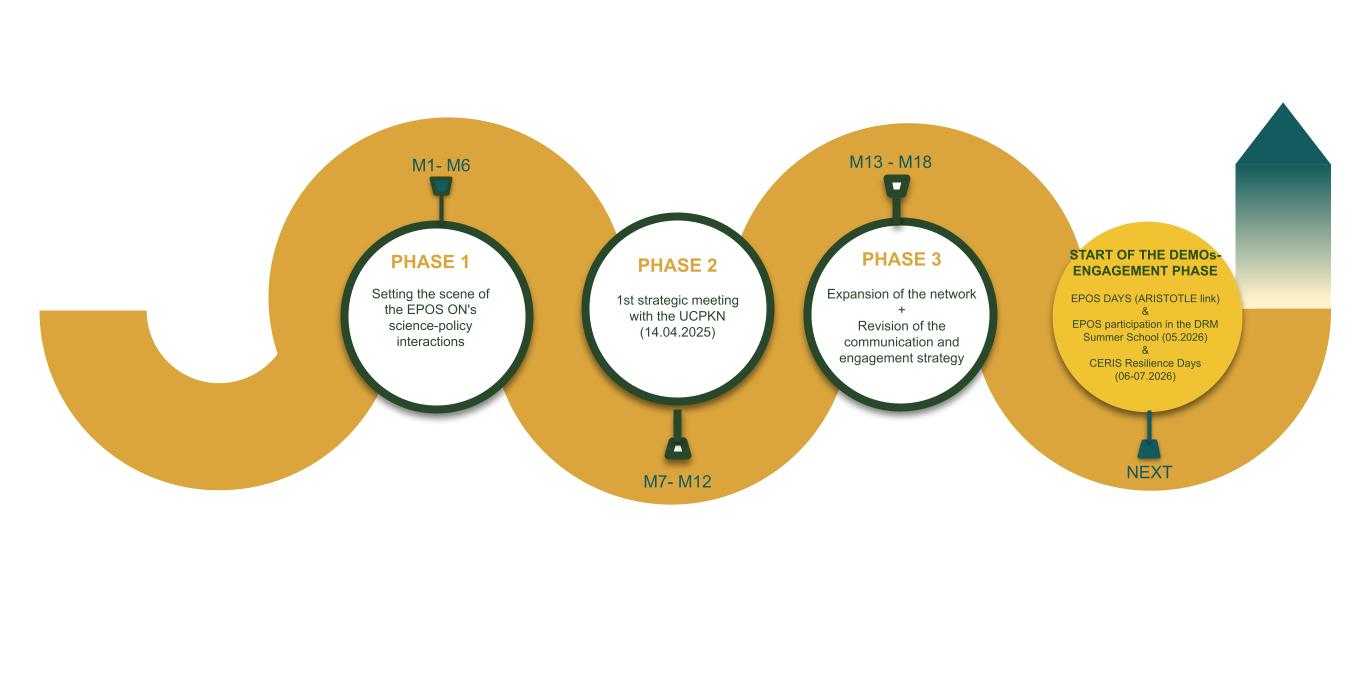 M1- M6
PHASE 1
Setting the scene of
the EPOS ON's
science-policy
interactions
PHASE 2
1st strategic meeting
with the UCPKN
(14.04.2025)
M7- M12
M13 - M18
PHASE 3
Expansion of the network
+
Revision of the
communication and
engagement strategy
START OF THE DEMOs-
ENGAGEMENT PHASE
EPOS DAYS (ARISTOTLE link)
&
EPOS participation in the DRM
Summer School (05.2026)
&
CERIS Resilience Days
(06-07.2026)
NEXT